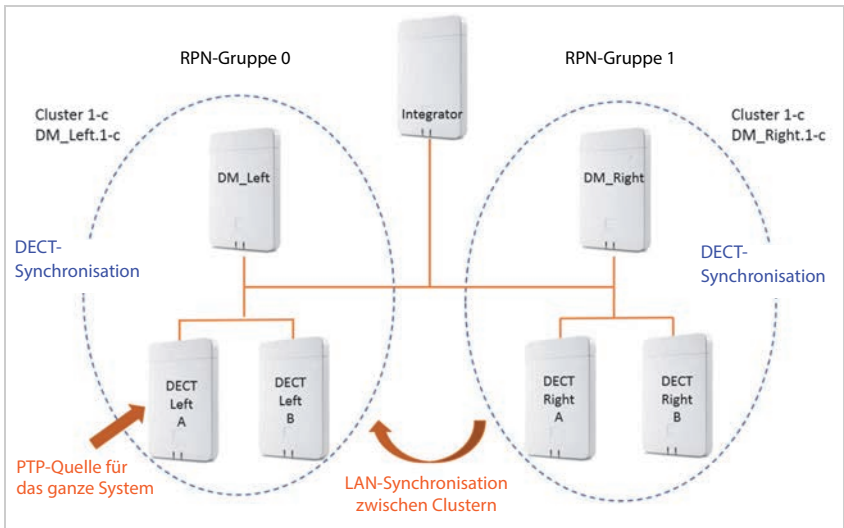 RPN-Gruppe 0
RPN-Gruppe 1
Integrator
Cluster 1-c
DM_Left.1-c
Cluster 1-c
DM_Right.1-c
DM_Left
DM_Right
DECT-
Synchronisation
DECT-
Synchronisation
DECT
Left
A
DECT
Left
B
DECT
Right
A
DECT
Right
B
PTP-Quelle für
das ganze System
LAN-Synchronisation
zwischen Clustern